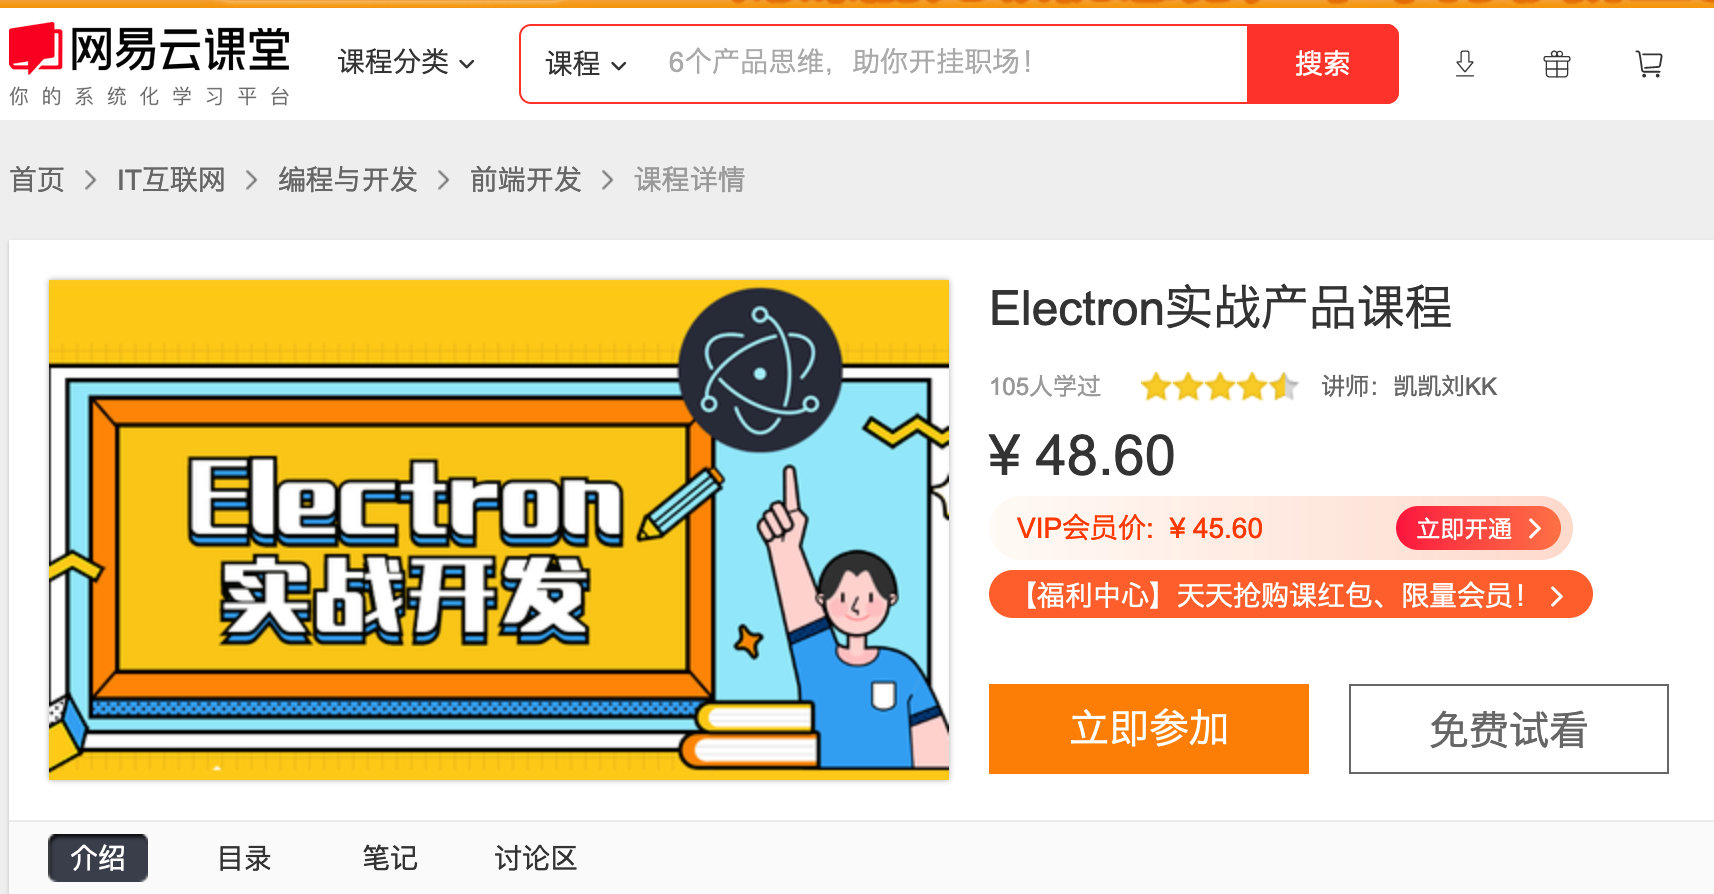 网易云课堂
你的系统化学习平台
课程分类
课程
6个产品思维，助你开挂职场！
搜索
首页 > IT互联网 > 编程与开发 > 前端开发 > 课程详情
Electron
实战开发
Electron实战产品课程
105人学过
讲师：凯凯刘KK
¥ 48.60
VIP会员价: ¥ 45.60
立即开通 >
【福利中心】天天抢购课红包、限量会员！ >
立即参加
免费试看
介绍
目录
笔记
讨论区